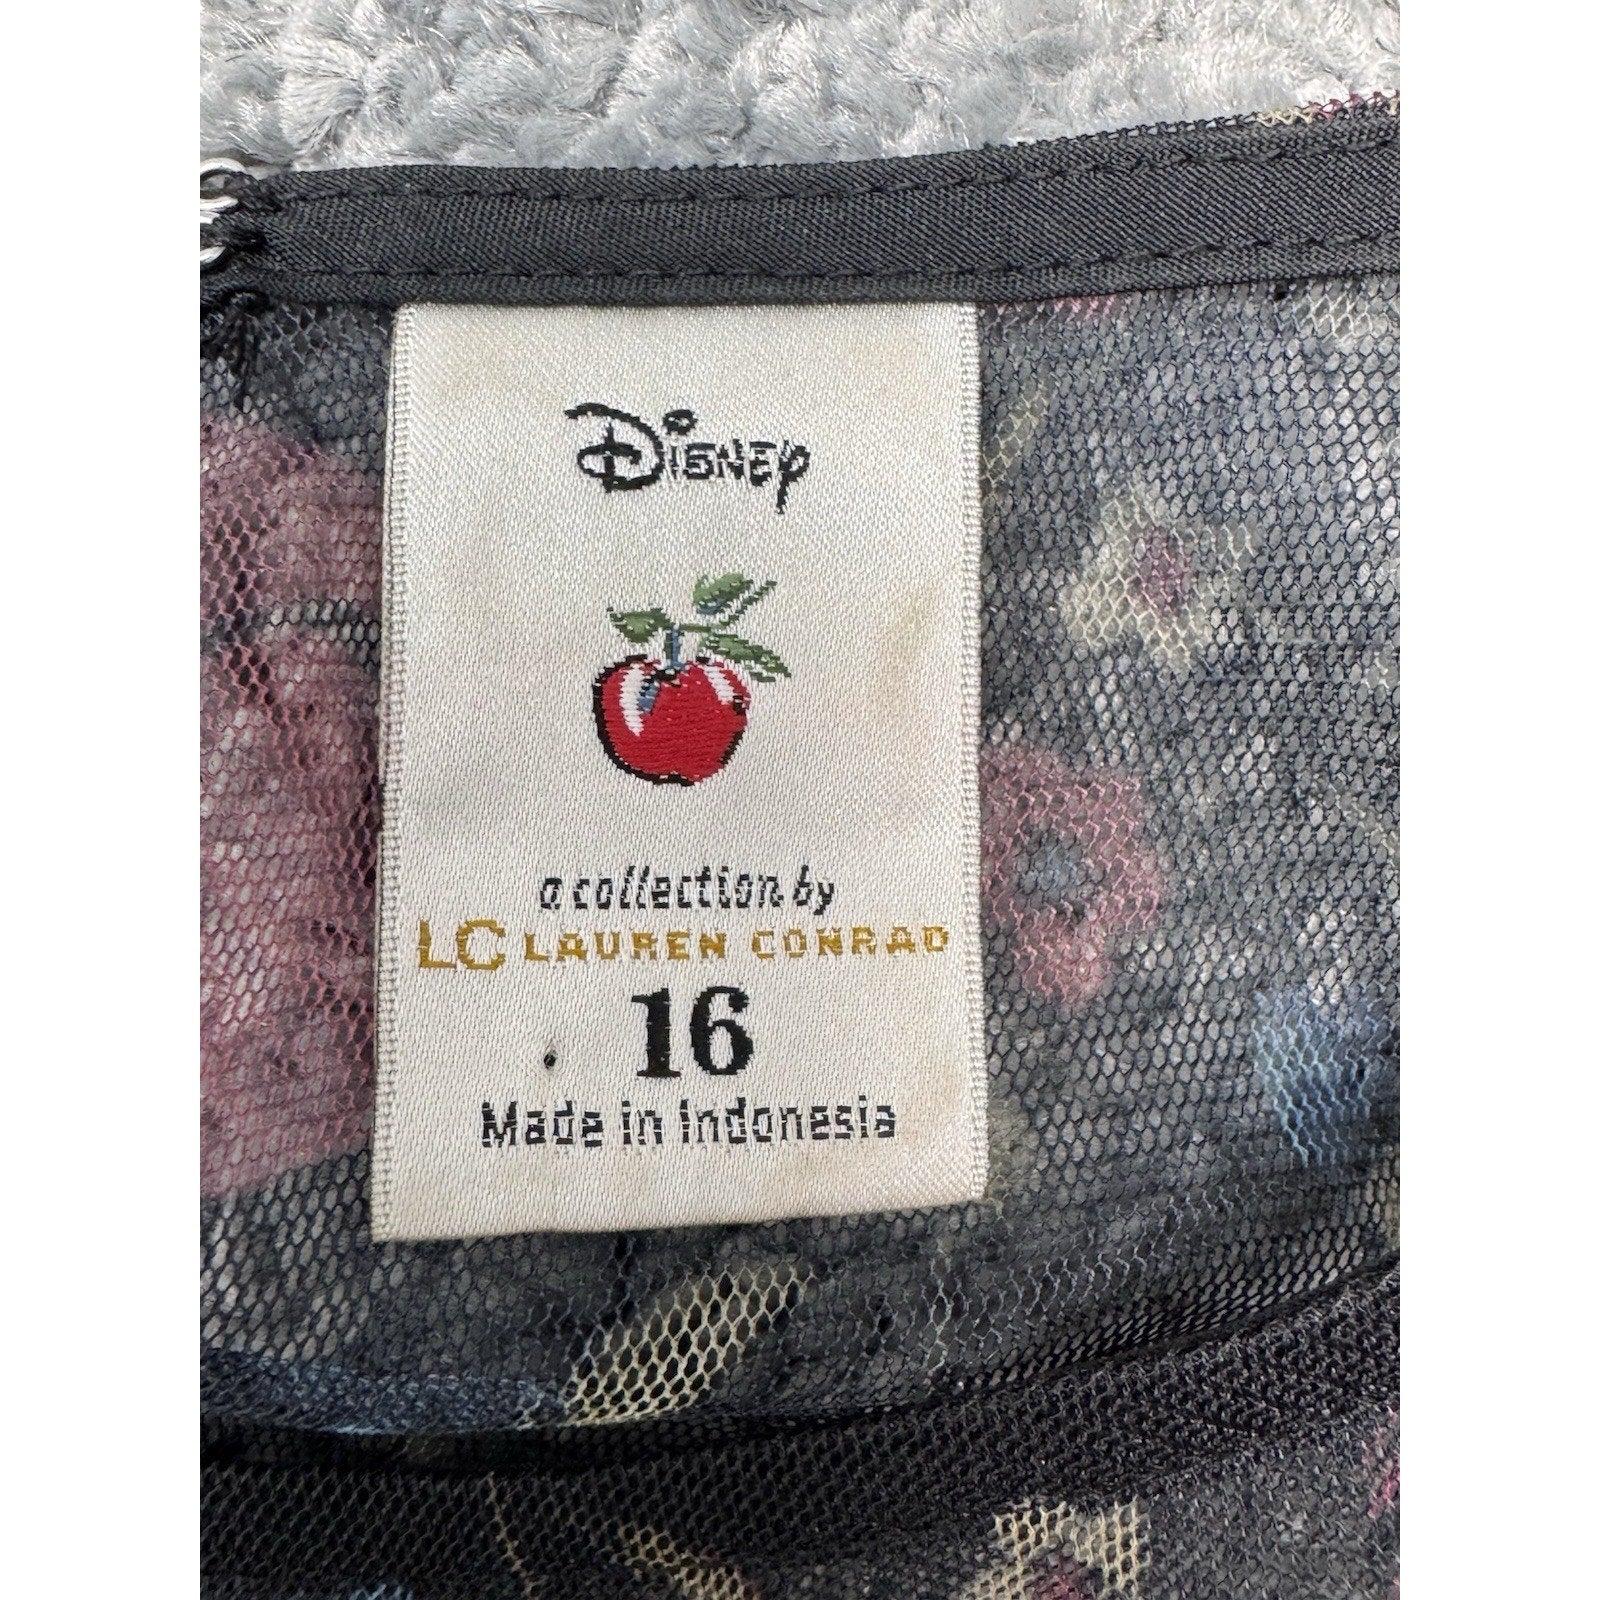 Disney
a collection by
LC LAUREN CONRAD
16
Made in Indonesia